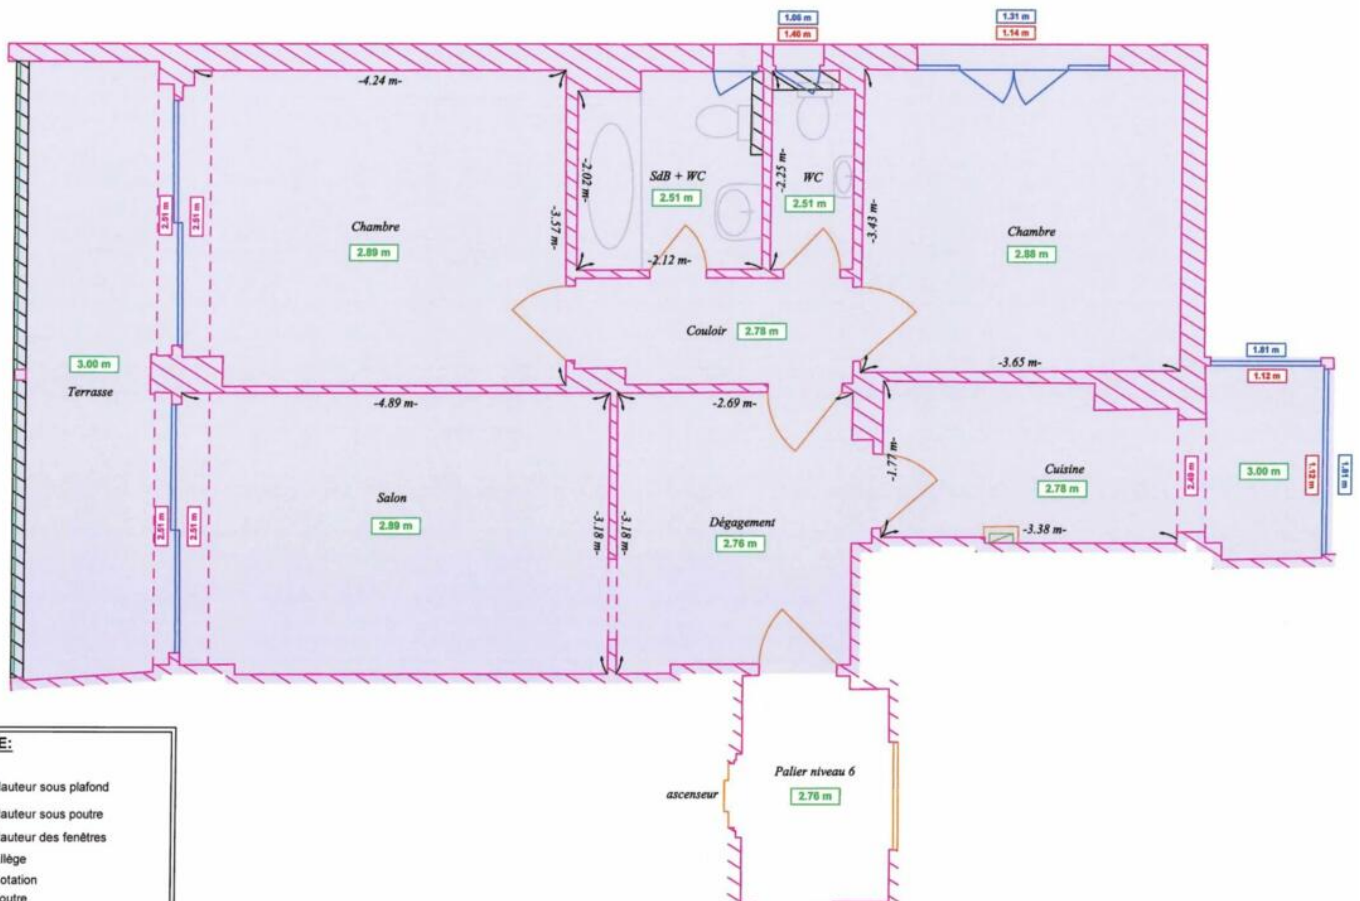 1.06 m
1.40 m
1.31 m
1.14 m
-4.24 m-
-2.02 m-
SdB + WC
2.51 m
-2.25 m-
WC
2.51 m
2.51 m
2.51 m
Chambre
2.89 m
-3.57 m-
-3.43 m-
Chambre
2.88 m
-2.12 m-
Couloir
2.78 m
3.00 m
Terrasse
-3.65 m-
1.81 m
1.12 m
-4.89 m-
-2.69 m-
-1.77 m-
Cuisine
2.78 m
2.40 m
3.00 m
1.12 m
1.81 m
Salon
2.89 m
2.51 m
2.51 m
-3.18 m-
-3.18 m-
Dégagement
2.76 m
-3.38 m-
E:
auteur sous plafond
auteur sous poutre
auteur des fenêtres
llège
otation
outre
Palier niveau 6
2.76 m
ascenseur